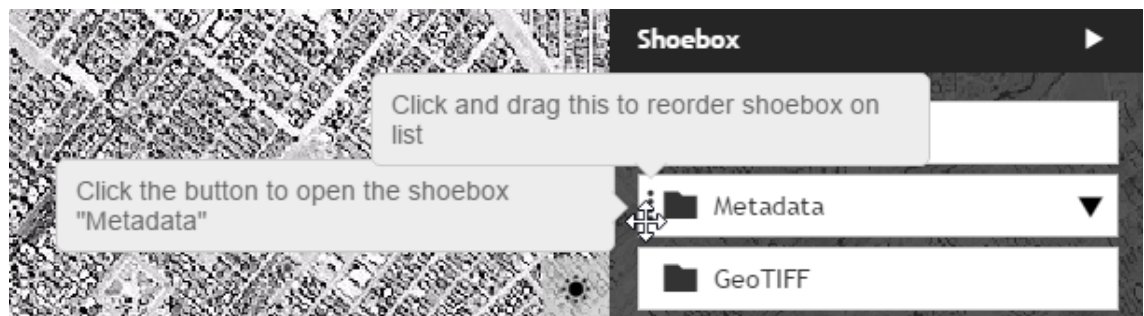 Shoebox
Click and drag this to reorder shoebox on
list
Click the button to open the shoebox
"Metadata"
Metadata
GeoTIFF